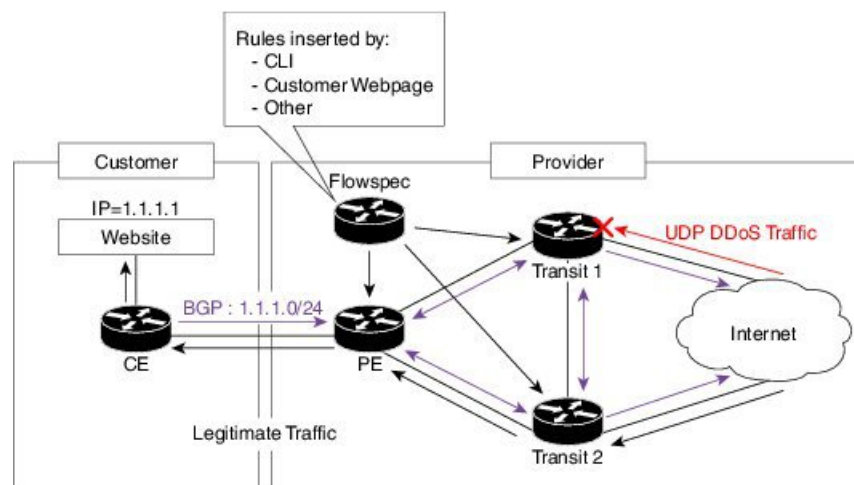 Rules inserted by:
- CLI
- Customer Webpage
- Other
Customer
Provider
Flowspec
IP=1.1.1.1
Website
UDP DDoS Traffic
Transit 1
BGP : 1.1.1.0/24
Internet
CE
PE
Legitimate Traffic
Transit 2